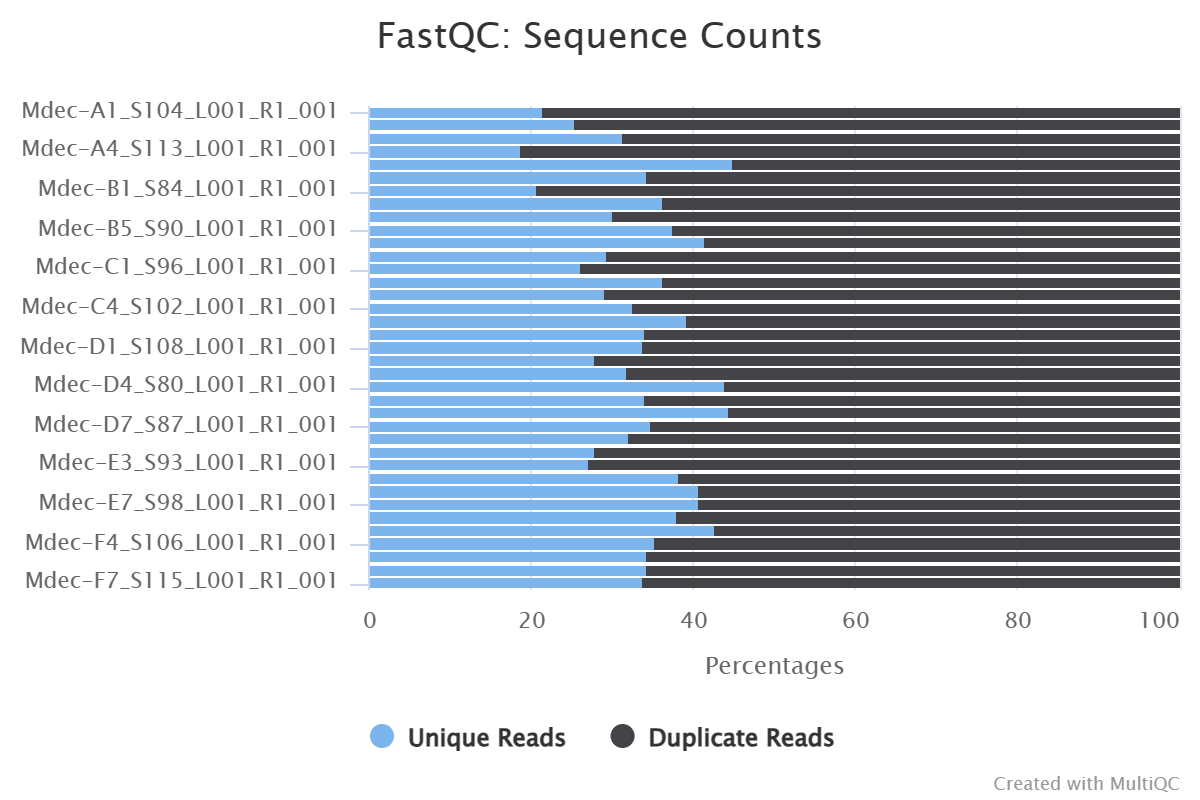 FastQC: Sequence Counts
Mdec-A1_S104_L001_R1_001
Mdec-A4_S113_L001_R1_001
Mdec-B1_S84_L001_R1_001
Mdec-B5_S90_L001_R1_001
Mdec-C1_S96_L001_R1_001
Mdec-C4_S102_L001_R1_001
Mdec-D1_S108_L001_R1_001
Mdec-D4_S80_L001_R1_001
Mdec-D7_S87_L001_R1_001
Mdec-E3_S93_L001_R1_001
Mdec-E7_S98_L001_R1_001
Mdec-F4_S106_L001_R1_001
Mdec-F7_S115_L001_R1_001
0 20 40 60 80 100
Percentages
Unique Reads Duplicate Reads
Created with MultiQC